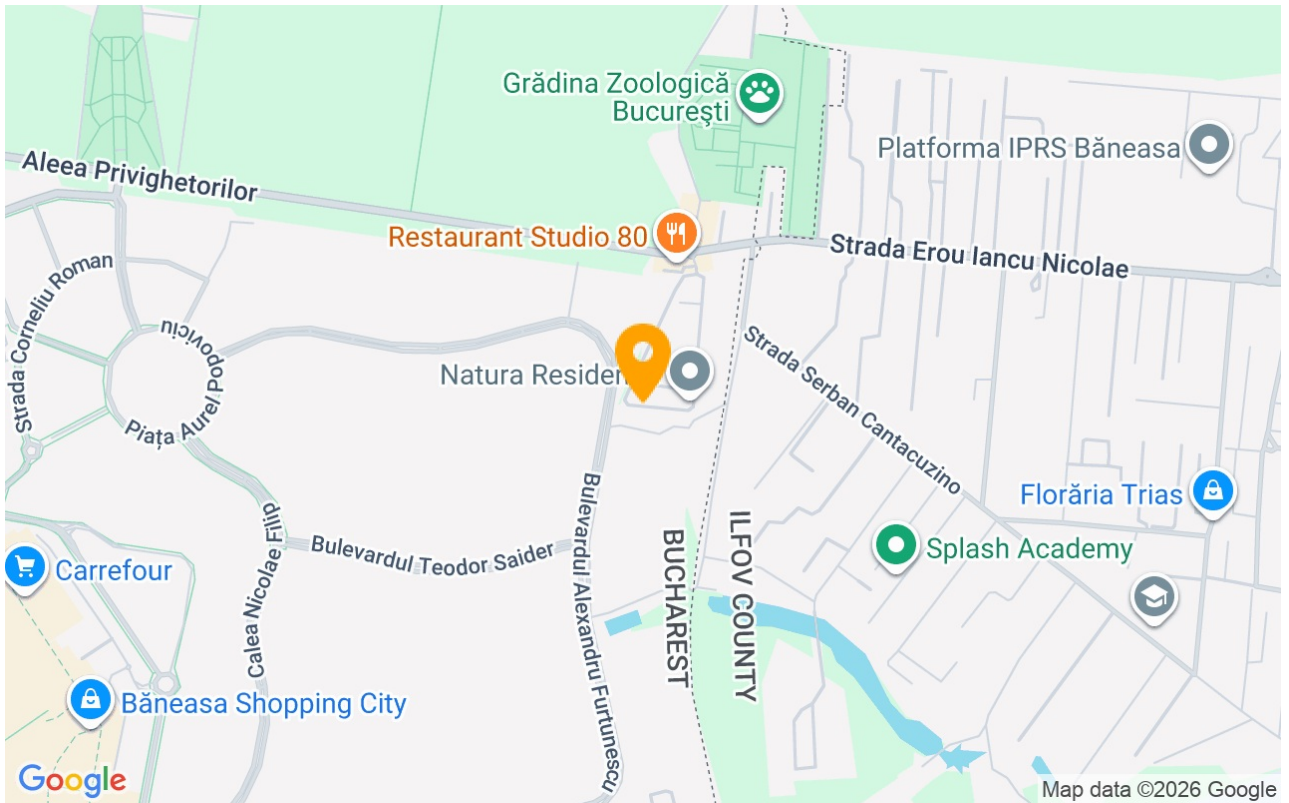 Grădina Zoologică
București
Platforma IPRS Băneasa
Aleea Privighetorilor
Restaurant Studio 80
Strada Erou Iancu Nicolae
Strada Corneliu Roman
Piața Aurel Popoviciu
Natura Residen
Strada Serban Cantacuzino
Florăria Trias
Bulevardul Teodor Saider
Splash Academy
Carrefour
Calea Nicolae Filip
Bulevardul Alexandru Furtunescu
BUCHAREST
ILFOV COUNTY
Băneasa Shopping City
Google
Map data ©2026 Google